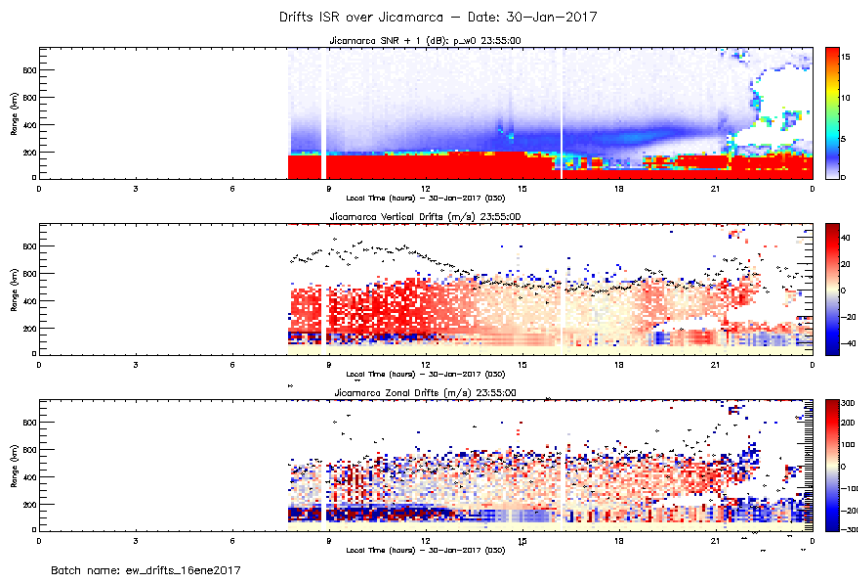 Drifts ISR over Jicamarca – Date: 30-Jan-2017
Jicamarca SNR + 1 (dB): p_w0 23:55:00
Range (km)
800
600
400
200
0
0 3 6 9 12 15 18 21 0
Local Time (hours) – 30-Jan-2017 (030)
15
10
5
0
Jicamarca Vertical Drifts (m/s) 23:55:00
Range (km)
800
600
400
200
0
0 3 6 9 12 15 18 21 0
Local Time (hours) – 30-Jan-2017 (030)
40
20
0
-20
-40
Jicamarca Zonal Drifts (m/s) 23:55:00
Range (km)
800
600
400
200
0
0 3 6 9 12 15 18 21 0
Local Time (hours) – 30-Jan-2017 (030)
300
200
100
0
-100
-200
-300
Batch name: ew_drifts_16ene2017